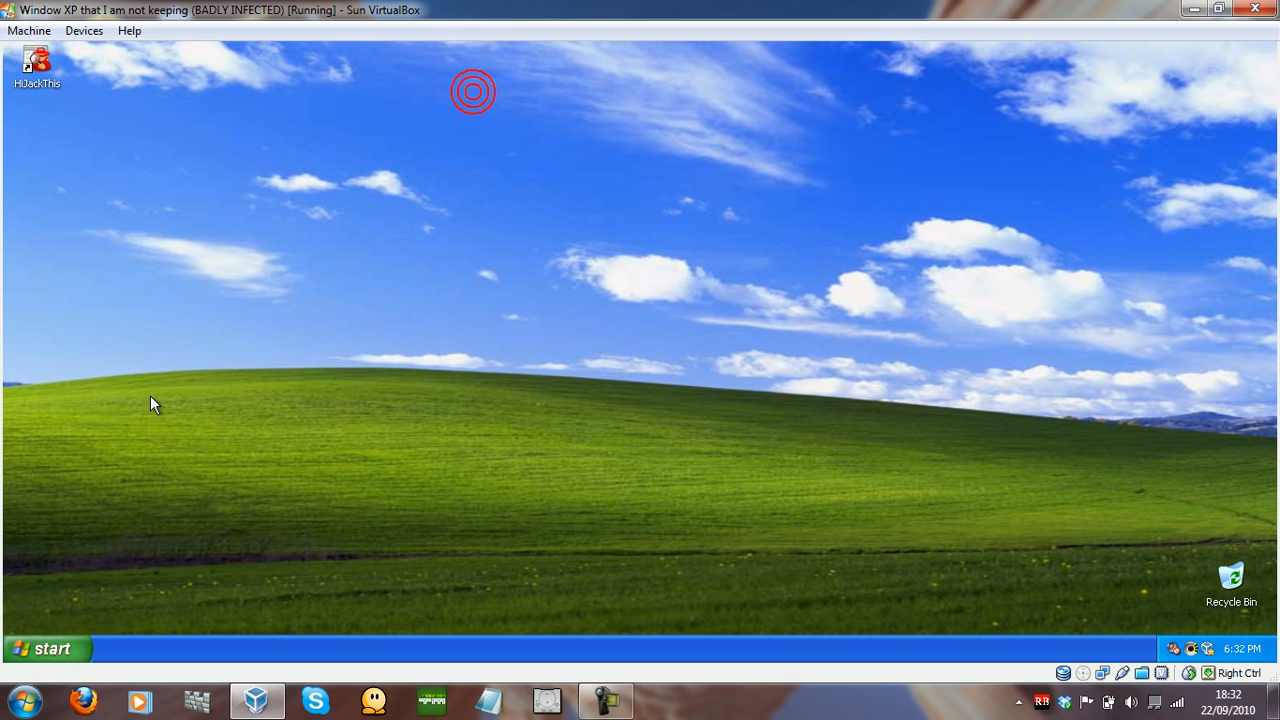 Window XP that I am not keeping (BADLY INFECTED) [Running] - Sun VirtualBox
Machine Devices Help
HiJackThis
Recycle Bin
start
6:32 PM
Right Ctrl
RR
18:32
22/09/2010